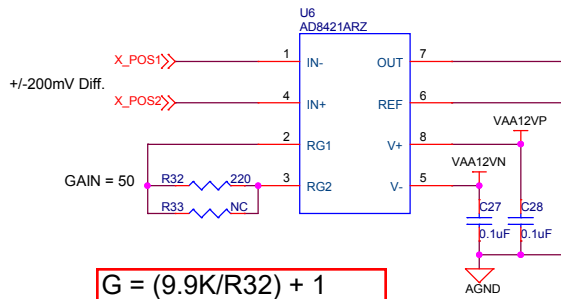 U6
AD8421ARZ
X_POS1 1 IN- OUT 7
+/-200mV Diff.
X_POS2 4 IN+ REF 6
2 RG1 V+ 8 VAA12VP
GAIN = 50 R32 220 3 RG2 V- 5 VAA12VN
R33 NC
C27 C28
0.1uF 0.1uF
AGND
G = (9.9K/R32) + 1